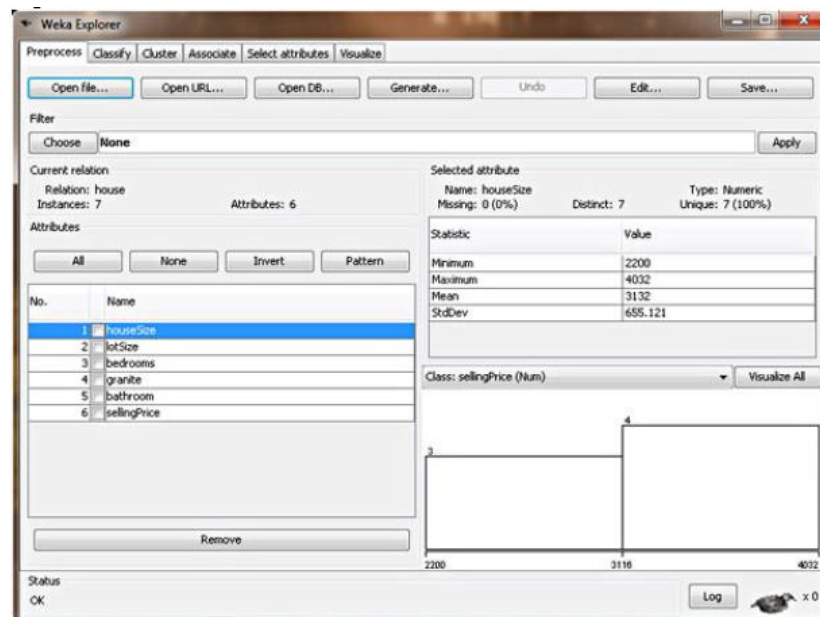 Weka Explorer
Preprocess Classify Cluster Associate Select attributes Visualize
Open file... Open URL... Open DB... Generate... Undo Edit... Save...
Filter
Choose None Apply
Current relation
Relation: house
Instances: 7 Attributes: 6
Attributes
All None Invert Pattern
No. Name
1 houseSize
2 lotSize
3 bedrooms
4 granite
5 bathroom
6 sellingPrice
Remove
Selected attribute
Name: houseSize Type: Numeric
Missing: 0 (0%) Distinct: 7 Unique: 7 (100%)
Statistic Value
Minimum 2200
Maximum 4032
Mean 3132
StdDev 655.121
Class: sellingPrice (Num) Visualize All
3 4
2200 3116 4032
Status
OK
Log x 0